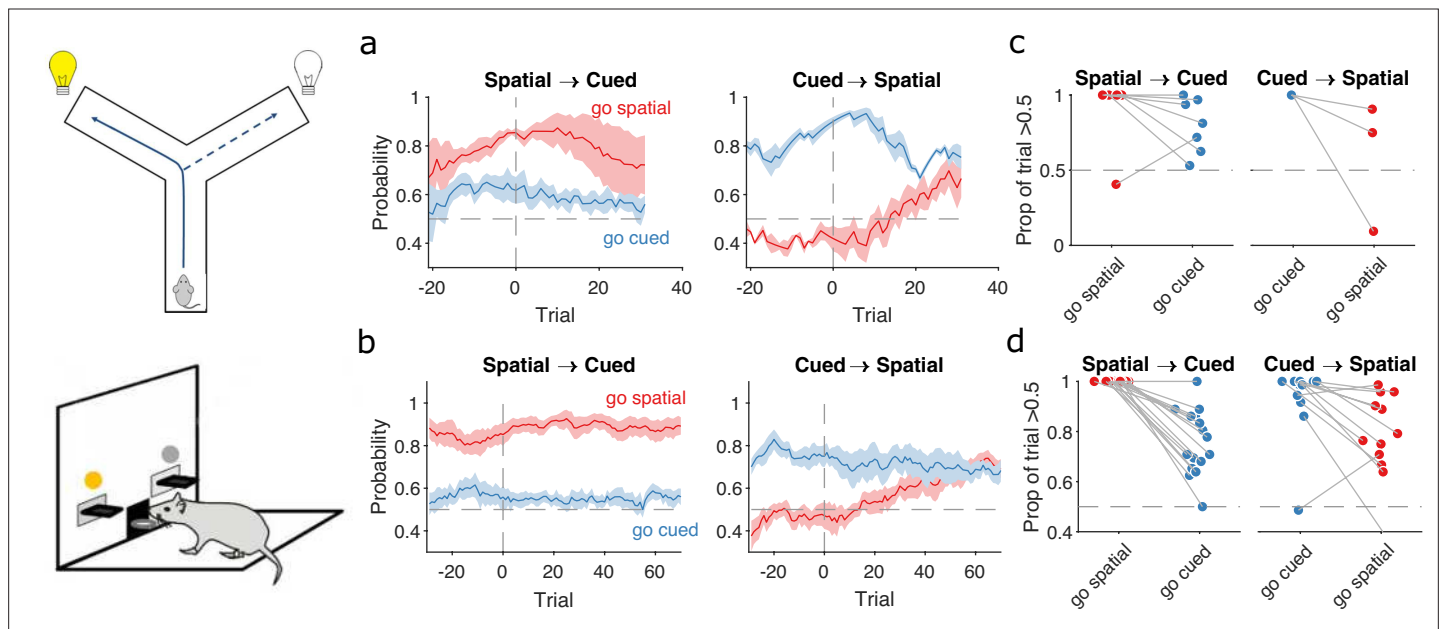 a
Spatial → Cued
Cued → Spatial
1
0.8
0.6
0.4
Probability
go spatial
go cued
-20
0
20
40
Trial
1
0.8
0.6
0.4
-20
0
20
40
Trial
c
Spatial → Cued
Cued → Spatial
Prop of trial >0.5
1
0.5
0
go spatial
go cued
go cued
go spatial
b
Spatial → Cued
Cued → Spatial
1
0.8
0.6
0.4
Probability
go spatial
go cued
-20
0
20
40
60
Trial
1
0.8
0.6
0.4
-20
0
20
40
60
Trial
d
Spatial → Cued
Cued → Spatial
Prop of trial >0.5
1
0.8
0.6
0.4
go spatial
go cued
go cued
go spatial